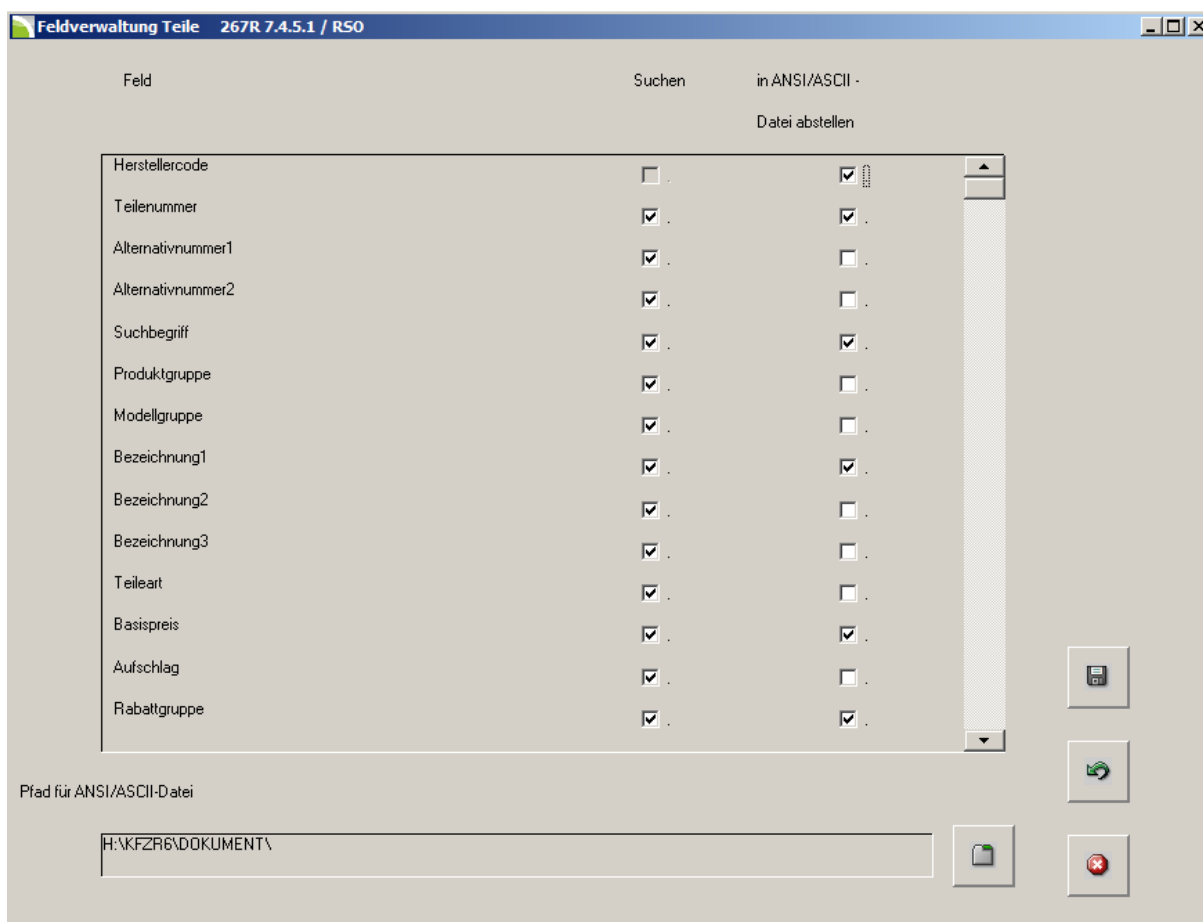 Feldverwaltung Teile 267R 7.4.5.1 / RSO
Feld Suchen in ANSI/ASCII -
Datei abstellen
Herstellercode
Teilenummer
Alternativnummer1
Alternativnummer2
Suchbegriff
Produktgruppe
Modellgruppe
Bezeichnung1
Bezeichnung2
Bezeichnung3
Teileart
Basispreis
Aufschlag
Rabattgruppe
Pfad für ANSI/ASCII-Datei
H:\KFZR6\DOKUMENT\